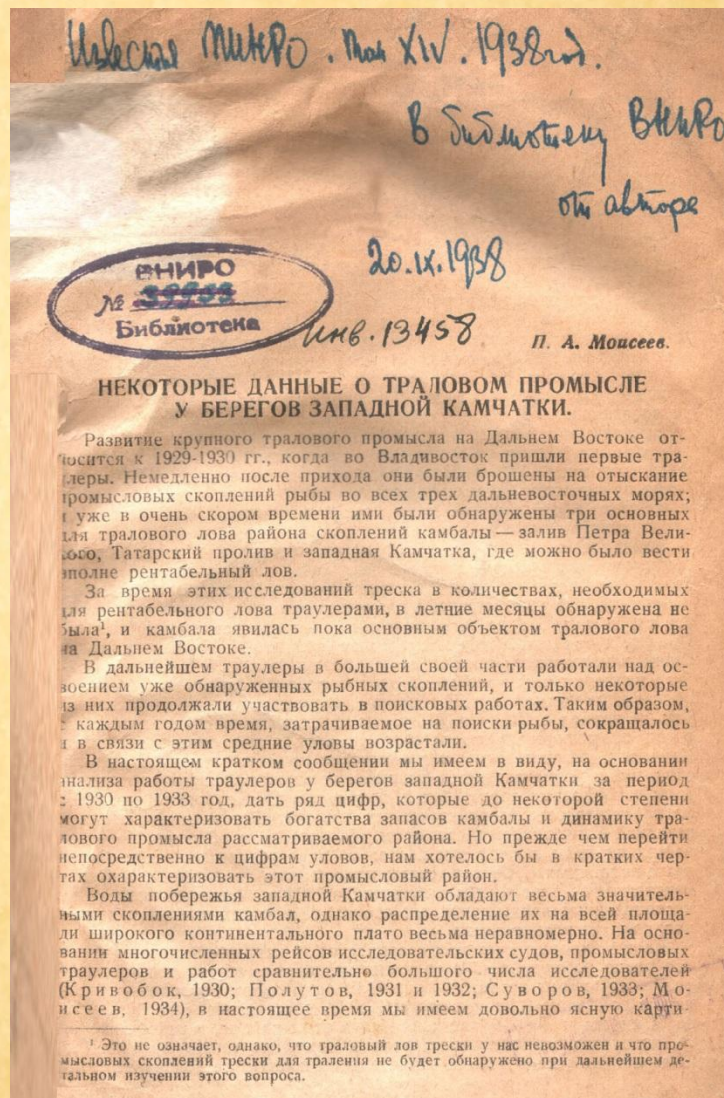 Известия ТИНРО. Том XIV. 1938 год.
В библиотеку ВНИРО
от автора
20.IX.1938
ВНИРО
№
Библиотека
инв. 13458
П. А. Моисеев.
НЕКОТОРЫЕ ДАННЫЕ О ТРАЛОВОМ ПРОМЫСЛЕ
У БЕРЕГОВ ЗАПАДНОЙ КАМЧАТКИ.
Развитие крупного тралового промысла на Дальнем Востоке от-
носится к 1929-1930 гг., когда во Владивосток пришли первые тра-
леры. Немедленно после прихода они были брошены на отыскание
промысловых скоплений рыбы во всех трех дальневосточных морях;
и уже в очень скором времени ими были обнаружены три основных
для тралового лова района скоплений камбалы — залив Петра Вели-
кого, Татарский пролив и западная Камчатка, где можно было вести
вполне рентабельный лов.
За время этих исследований треска в количествах, необходимых
для рентабельного лова траулерами, в летние месяцы обнаружена не
была¹, и камбала явилась пока основным объектом тралового лова
на Дальнем Востоке.
В дальнейшем траулеры в большей своей части работали над ос-
воением уже обнаруженных рыбных скоплений, и только некоторые
из них продолжали участвовать в поисковых работах. Таким образом,
с каждым годом время, затрачиваемое на поиски рыбы, сокращалось
и в связи с этим средние уловы возрастали.
В настоящем кратком сообщении мы имеем в виду, на основании
анализа работы траулеров у берегов западной Камчатки за период
с 1930 по 1933 год, дать ряд цифр, которые до некоторой степени
могут характеризовать богатства запасов камбалы и динамику тра-
лового промысла рассматриваемого района. Но прежде чем перейти
непосредственно к цифрам уловов, нам хотелось бы в кратких чер-
тах охарактеризовать этот промысловый район.
Воды побережья западной Камчатки обладают весьма значитель-
ными скоплениями камбал, однако распределение их на всей площа-
ди широкого континентального плато весьма неравномерно. На осно-
вании многочисленных рейсов исследовательских судов, промысловых
траулеров и работ сравнительно большого числа исследователей
(Кривобок, 1930; Полутов, 1931 и 1932; Суворов, 1933; Мо-
исеев, 1934), в настоящее время мы имеем довольно ясную карти-
¹ Это не означает, однако, что траловый лов трески у нас невозможен и что про-
мысловых скоплений трески для траления не будет обнаружено при дальнейшем де-
тальном изучении этого вопроса.